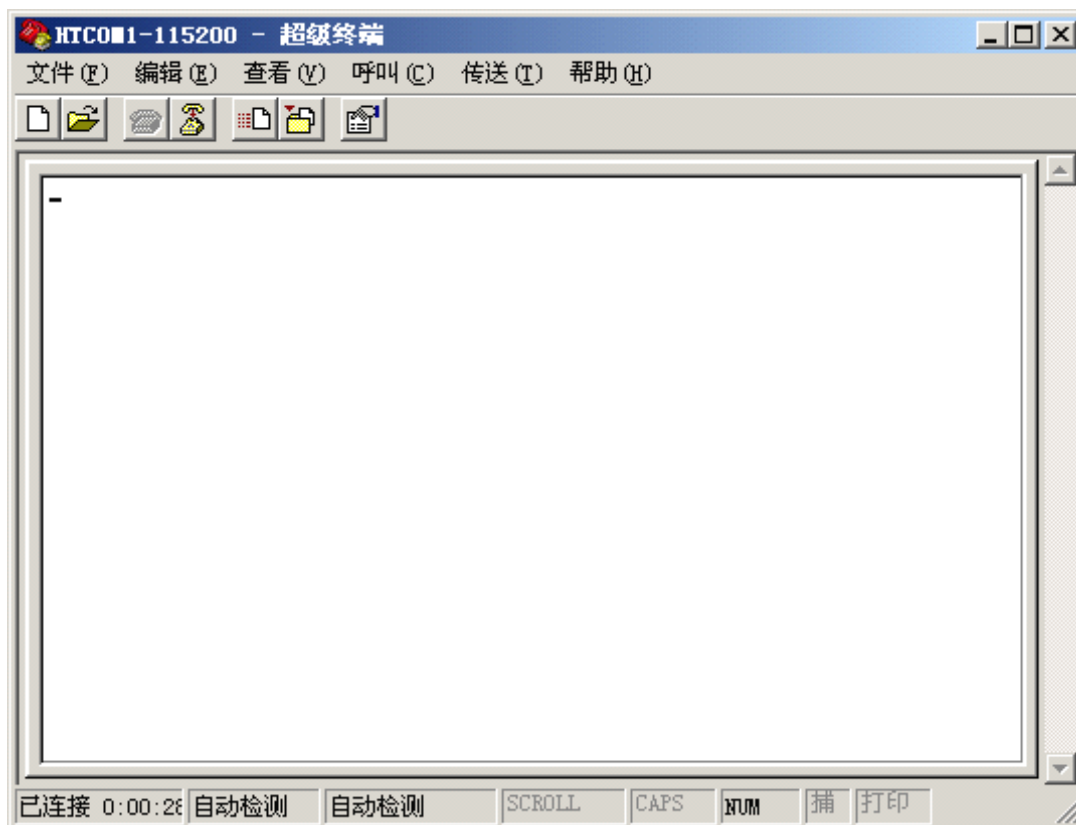 HTCOM1-115200 - 超级终端
文件(F) 编辑(E) 查看(V) 呼叫(C) 传送(T) 帮助(H)
已连接 0:00:28 自动检测 自动检测 SCROLL CAPS NUM 捕 打印